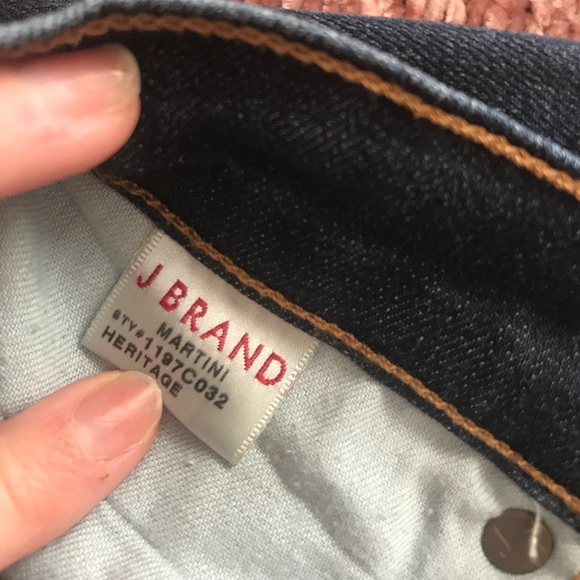 J BRAND
MARTINI
STY#1197C032
HERITAGE